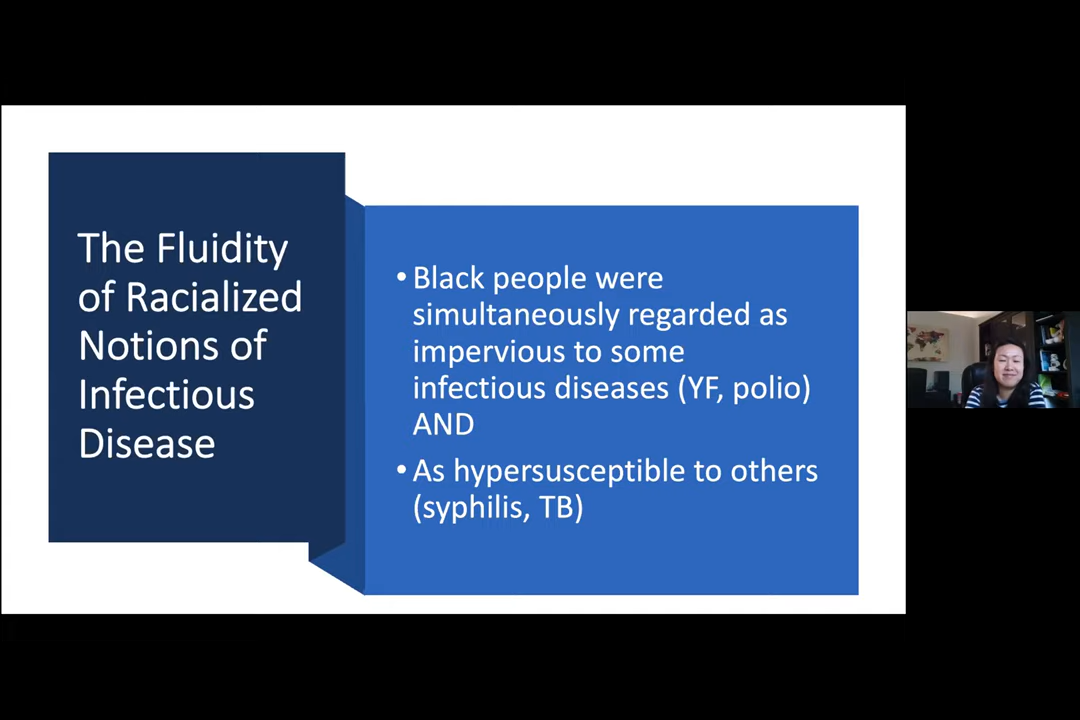 The Fluidity
of Racialized
Notions of
Infectious
Disease
• Black people were
simultaneously regarded as
impervious to some
infectious diseases (YF, polio)
AND
• As hypersusceptible to others
(syphilis, TB)